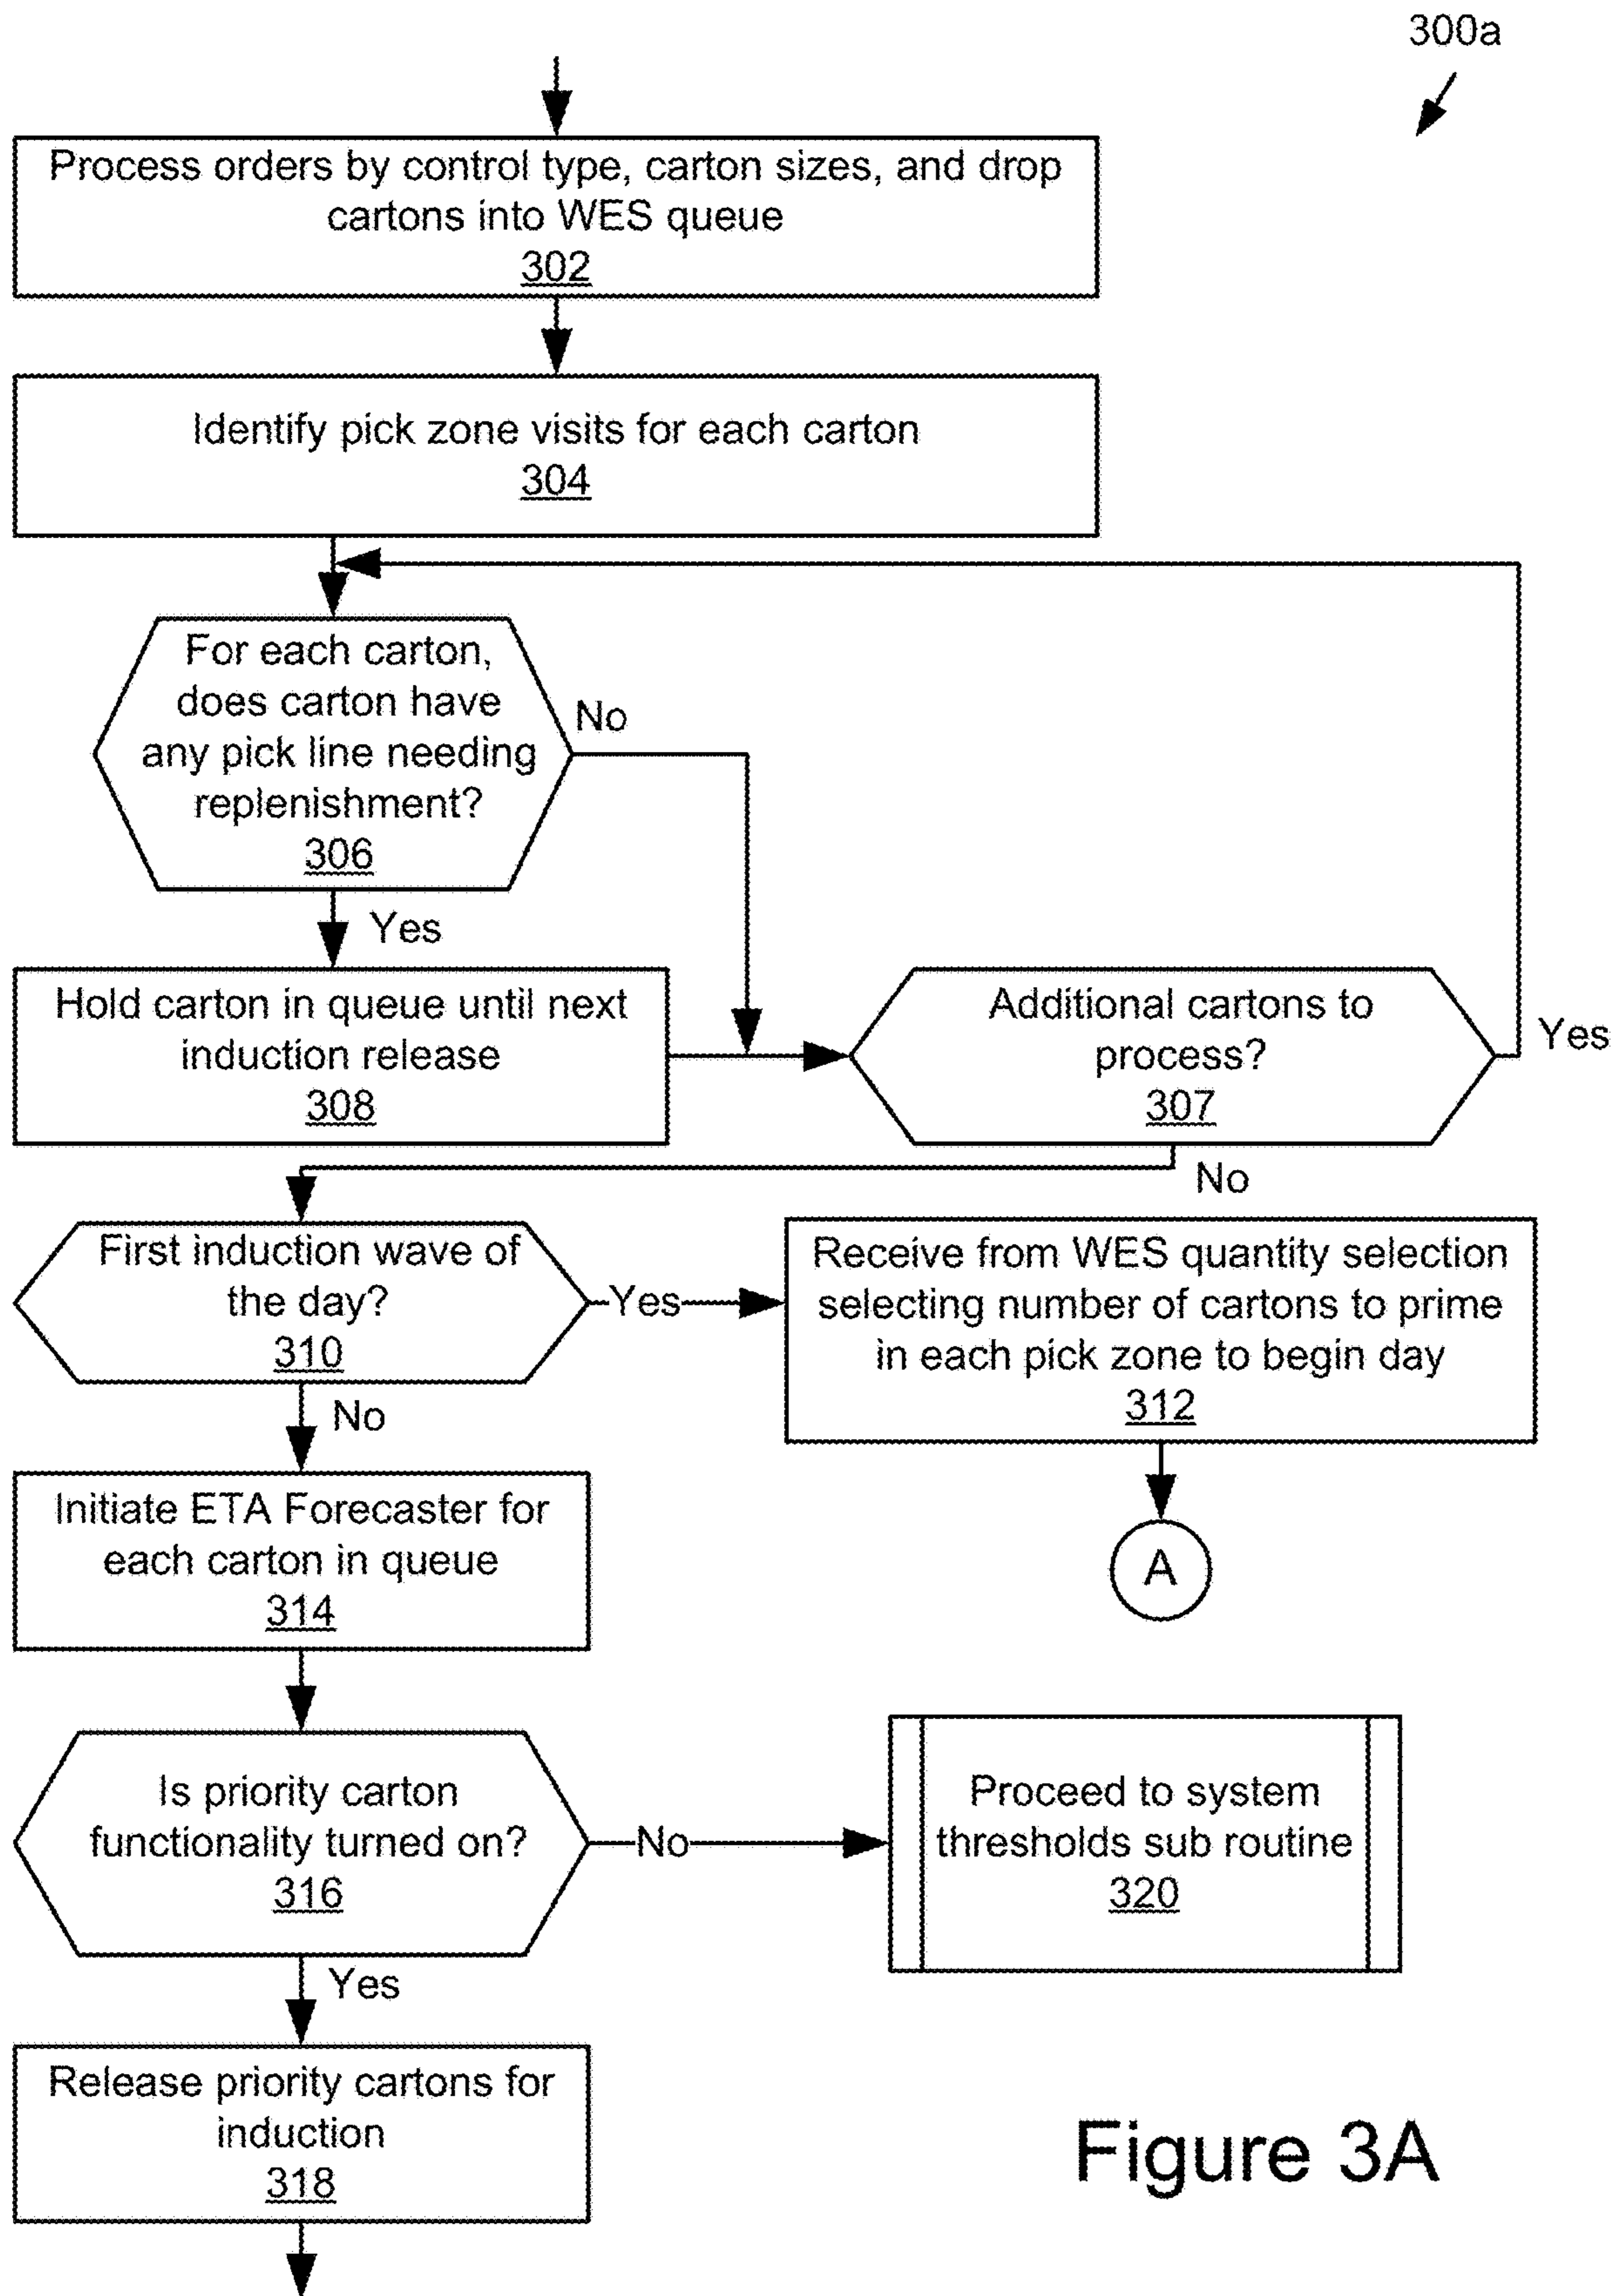 300a
Process orders by control type, carton sizes, and drop
cartons into WES queue
302
Identify pick zone visits for each carton
304
For each carton,
does carton have
any pick line needing
replenishment?
306
No
Yes
Hold carton in queue until next
induction release
308
Additional cartons to
process?
307
Yes
No
First induction wave of
the day?
310
Yes
Receive from WES quantity selection
selecting number of cartons to prime
in each pick zone to begin day
312
No
A
Initiate ETA Forecaster for
each carton in queue
314
Is priority carton
functionality turned on?
316
No
Proceed to system
thresholds sub routine
320
Yes
Release priority cartons for
induction
318
Figure 3A